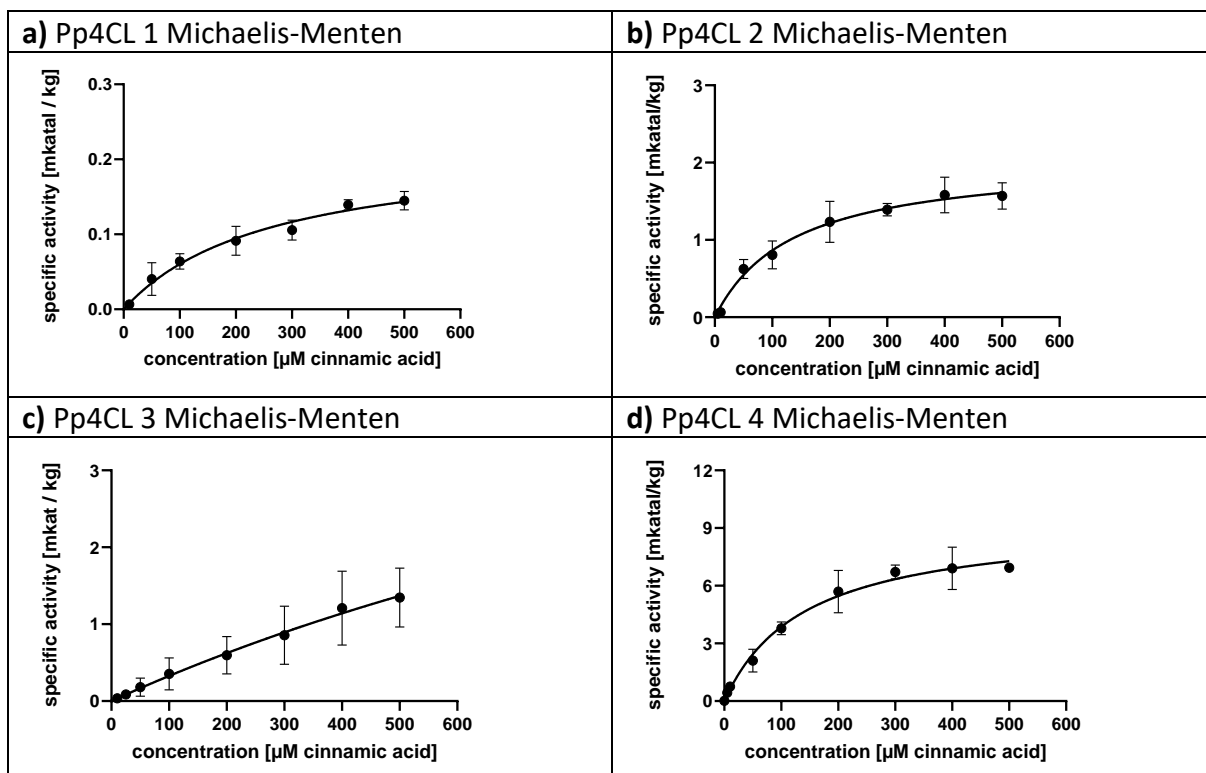 a) Pp4CL 1 Michaelis-Menten
specific activity [mkatal / kg]
0.3
0.2
0.1
0.0
0 100 200 300 400 500 600
concentration [µM cinnamic acid]
b) Pp4CL 2 Michaelis-Menten
specific activity [mkatal/kg]
3
2
1
0
0 100 200 300 400 500 600
concentration [µM cinnamic acid]
c) Pp4CL 3 Michaelis-Menten
specific activity [mkat / kg]
3
2
1
0
0 100 200 300 400 500 600
concentration [µM cinnamic acid]
d) Pp4CL 4 Michaelis-Menten
specific activity [mkatal/kg]
12
9
6
3
0
0 100 200 300 400 500 600
concentration [µM cinnamic acid]